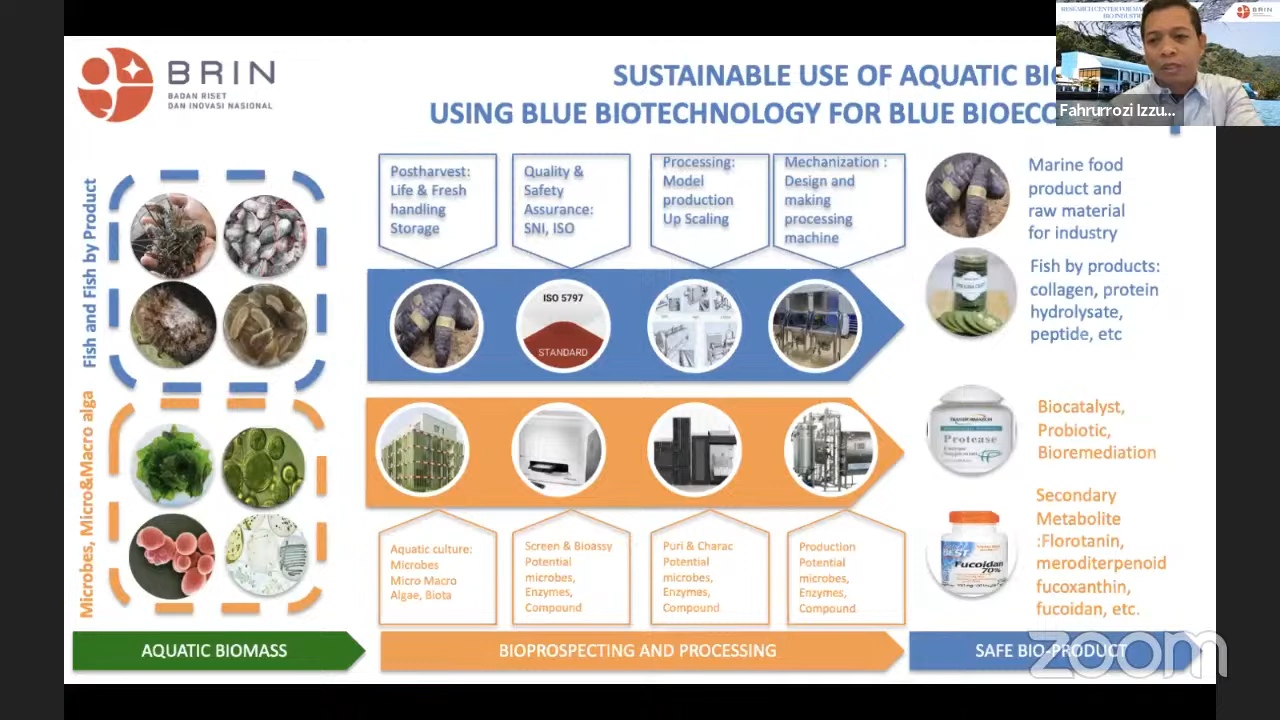 BRIN
BADAN RISET
DAN INOVASI NASIONAL
SUSTAINABLE USE OF AQUATIC BIO
USING BLUE BIOTECHNOLOGY FOR BLUE BIOECO
BRIN
Fahrurrozi Izzu...
Fish and Fish by Product
Microbes, Micro&Macro alga
Postharvest:
Life & Fresh
handling
Storage
Quality &
Safety
Assurance:
SNI, ISO
Processing:
Model
production
Up Scaling
Mechanization :
Design and
making
processing
machine
ISO 5797
STANDARD
Marine food
product and
raw material
for industry
Fish by products:
collagen, protein
hydrolysate,
peptide, etc
Protease
Biocatalyst,
Probiotic,
Bioremediation
BEST
Fucoidan
70%
Secondary
Metabolite
:Florotanin,
meroditerpenoid
fucoxanthin,
fucoidan, etc.
Aquatic culture:
Microbes
Micro Macro
Algae, Biota
Screen & Bioassy
Potential
microbes,
Enzymes,
Compound
Puri & Charac
Potential
microbes,
Enzymes,
Compound
Production
Potential
microbes,
Enzymes,
Compound
AQUATIC BIOMASS
BIOPROSPECTING AND PROCESSING
SAFE BIO-PRODUCT
zoom